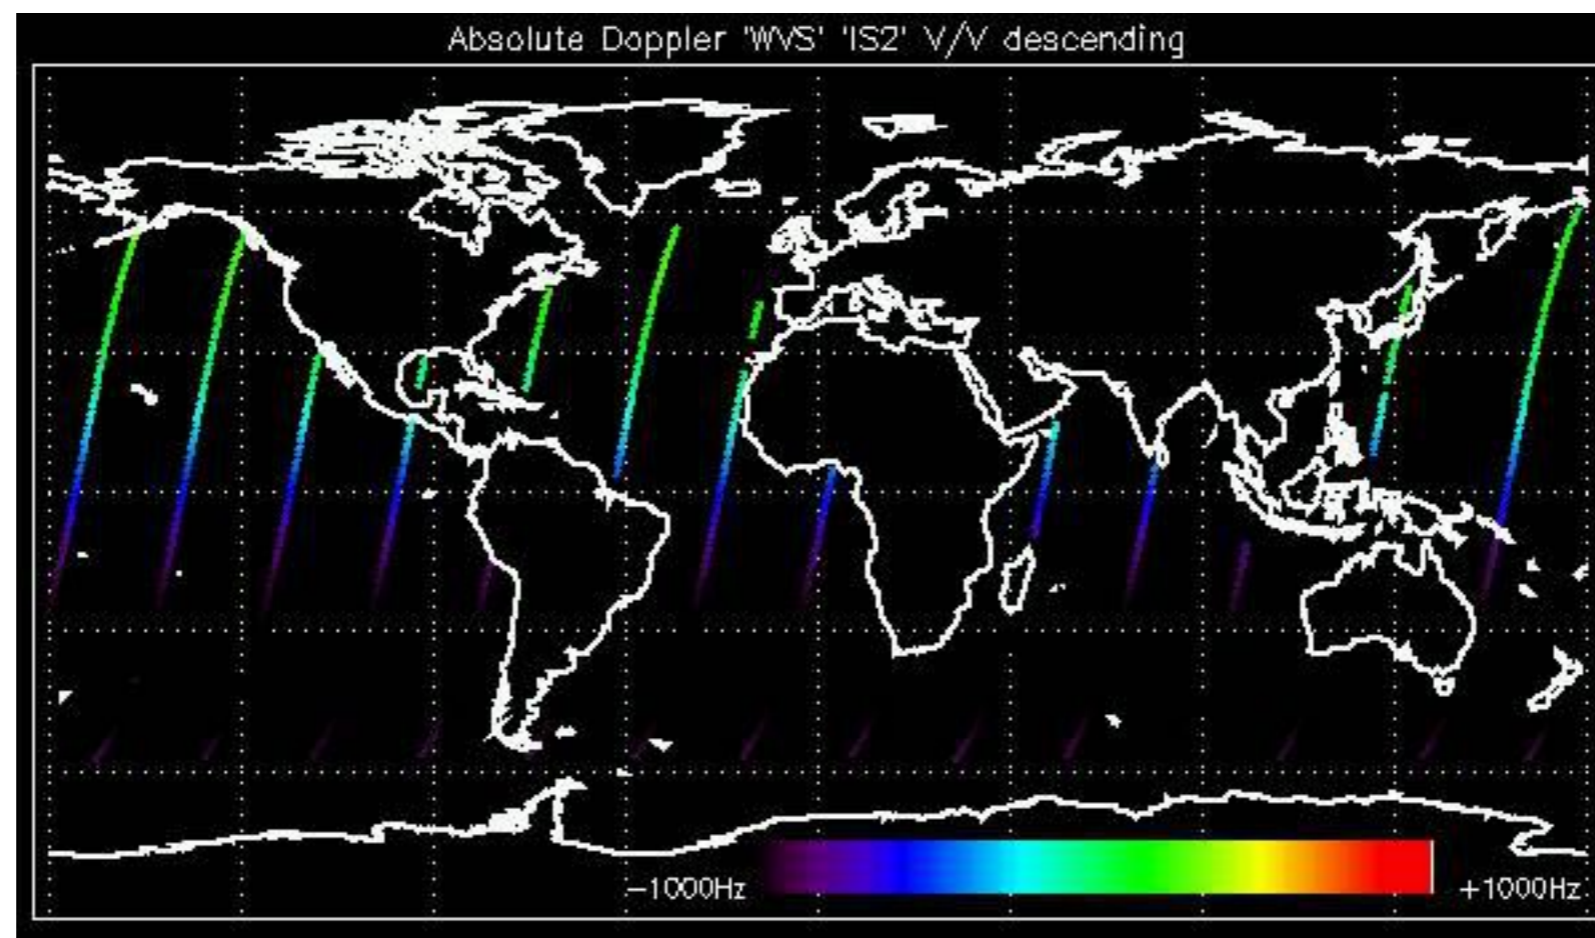 Absolute Doppler 'WVS' 'IS2' V/V descending
-1000Hz
+1000Hz